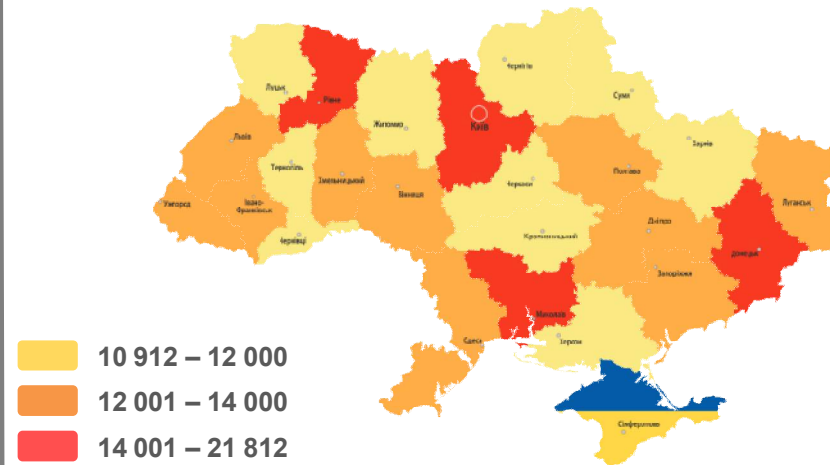 Чернігів
Луцьк
Рівне
Суми
Київ
Житомир
Харків
Львів
Тернопіль
Хмельницький
Вінниця
Черкаси
Полтава
Ужгород
Івано-
Франківськ
Чернівці
Кропивницький
Дніпро
Луганськ
Донецьк
Запоріжжя
Миколаїв
Одеса
Херсон
10 912 – 12 000
12 001 – 14 000
14 001 – 21 812
Сімферополь